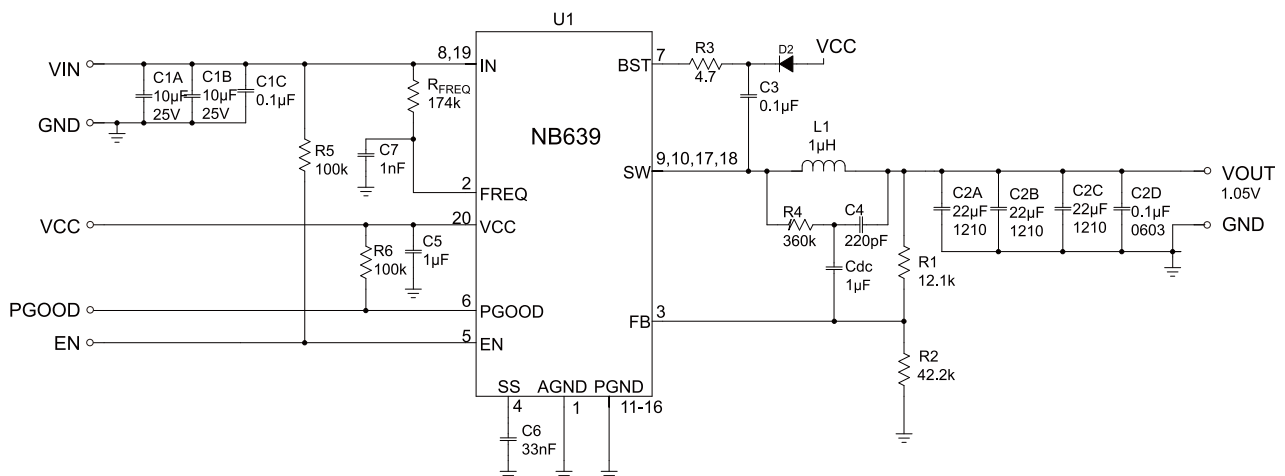 U1
NB639
VIN
GND
C1A
10µF
25V
C1B
10µF
25V
C1C
0.1µF
R5
100k
RFREQ
174k
C7
1nF
8,19
IN
2
FREQ
VCC
20
VCC
R6
100k
C5
1µF
PGOOD
6
PGOOD
EN
5
EN
SS
4
C6
33nF
AGND
1
PGND
11-16
BST
7
R3
4.7
D2
VCC
C3
0.1µF
SW
9,10,17,18
L1
1µH
R4
360k
C4
220pF
Cdc
1µF
FB
3
R1
12.1k
R2
42.2k
C2A
22µF
1210
C2B
22µF
1210
C2C
22µF
1210
C2D
0.1µF
0603
VOUT
1.05V
GND